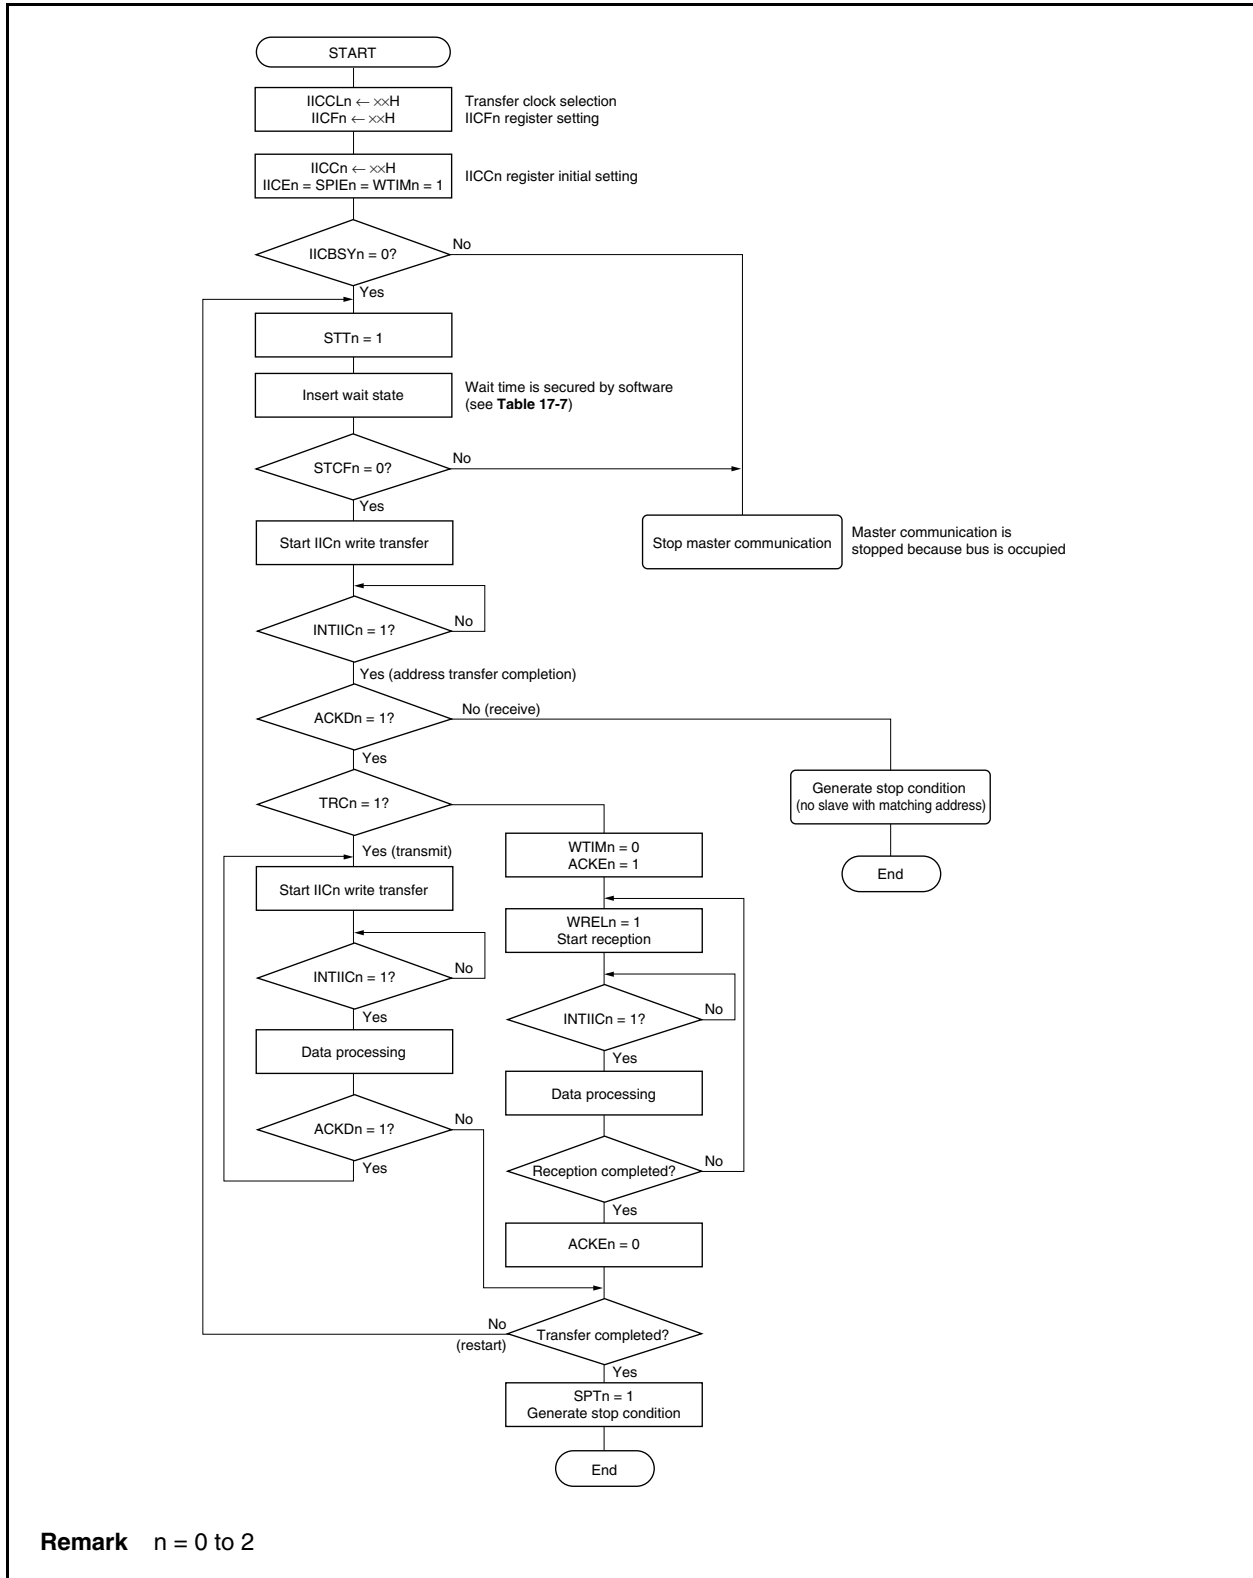 START
IICCLn ← ××H
IICFn ← ××H
Transfer clock selection
IICFn register setting
IICCn ← ××H
IICEn = SPIEn = WTIMn = 1
IICCn register initial setting
IICBSYn = 0?
No
Yes
STTn = 1
Insert wait state
Wait time is secured by software
(see Table 17-7)
STCFn = 0?
No
Yes
Start IICn write transfer
Stop master communication
Master communication is
stopped because bus is occupied
INTIICn = 1?
No
Yes (address transfer completion)
ACKDn = 1?
No (receive)
Yes
Generate stop condition
(no slave with matching address)
End
TRCn = 1?
Yes (transmit)
WTIMn = 0
ACKEn = 1
Start IICn write transfer
WRELn = 1
Start reception
INTIICn = 1?
No
Yes
INTIICn = 1?
No
Yes
Data processing
Data processing
ACKDn = 1?
No
Yes
Reception completed?
No
Yes
ACKEn = 0
Transfer completed?
No
(restart)
Yes
SPTn = 1
Generate stop condition
End
Remark n = 0 to 2